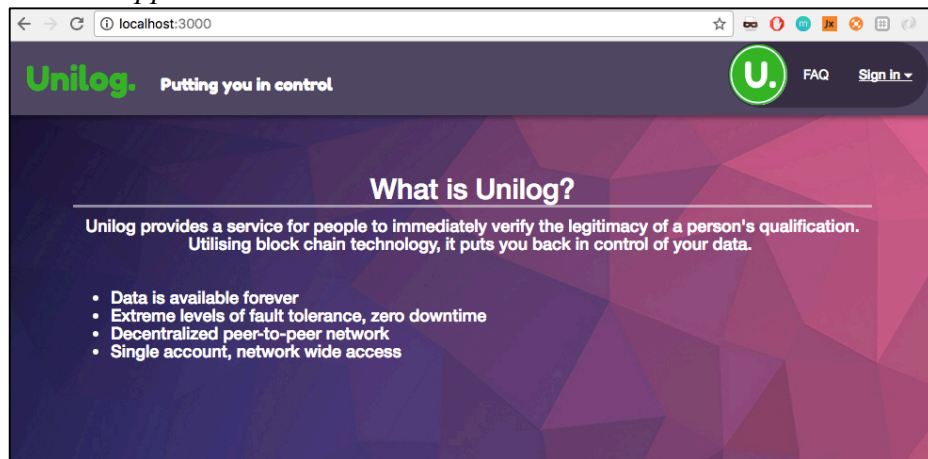 localhost:3000
Unilog.
Putting you in control
U.
FAQ
Sign in
What is Unilog?
Unilog provides a service for people to immediately verify the legitimacy of a person's qualification.
Utilising block chain technology, it puts you back in control of your data.
• Data is available forever
• Extreme levels of fault tolerance, zero downtime
• Decentralized peer-to-peer network
• Single account, network wide access